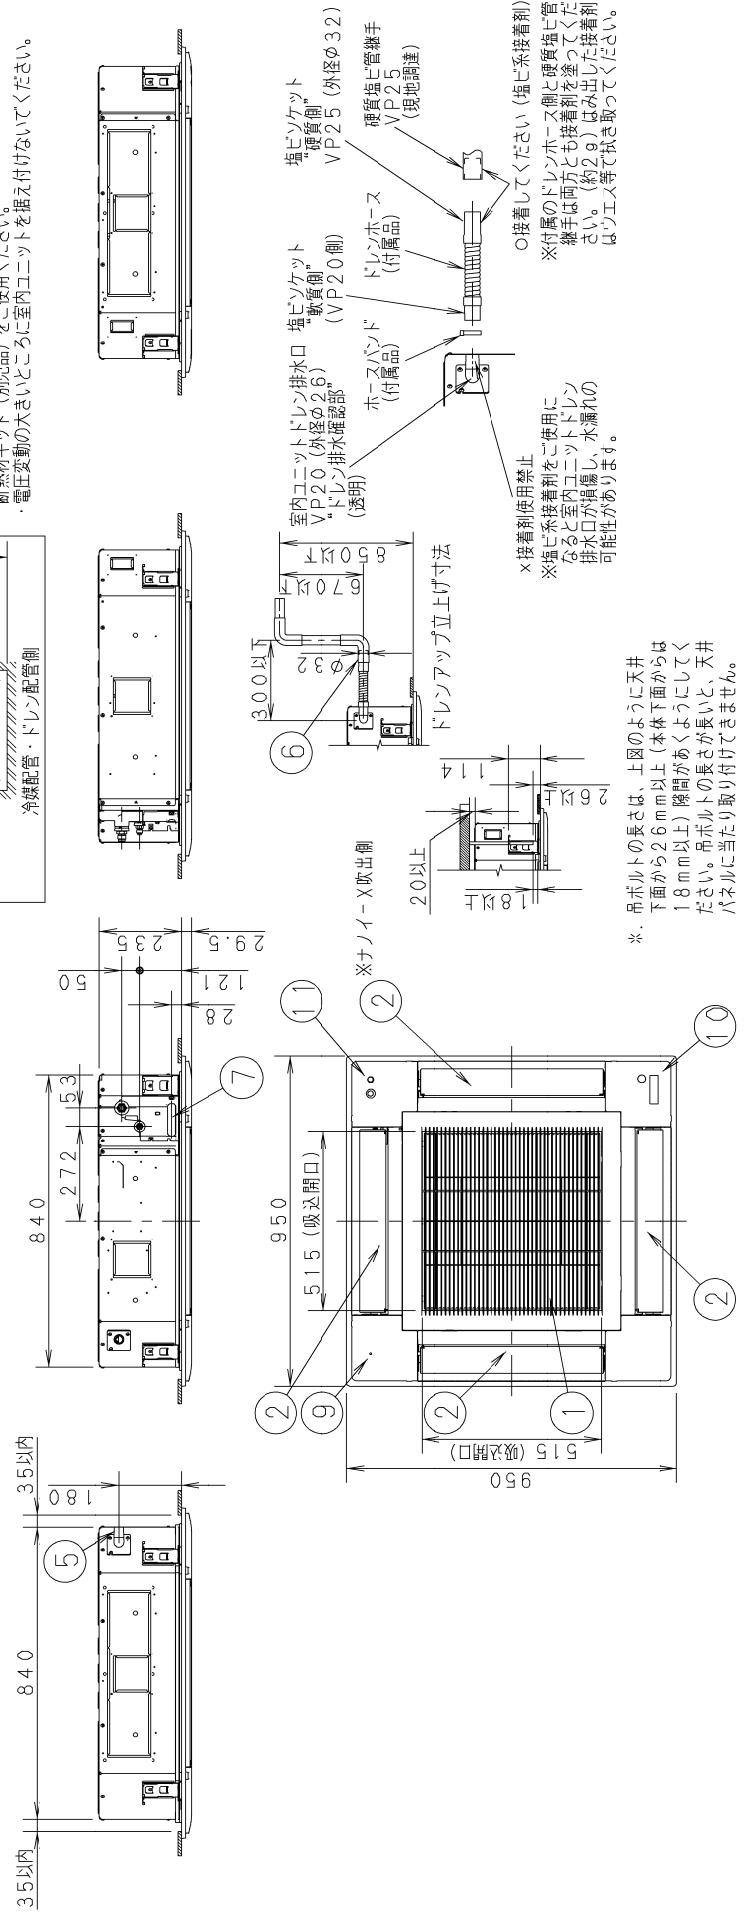 断熱材キット（別売品）をご使用ください。
・電圧変動の大きいところに室内ユニットを据え付けないでください。
冷媒配管・ドレン配管側
35以内
840
35以内
180
5
840
272
53
50
235
29.5
121
28
7
950
515（吸込開口）
515（吸込開口）
950
1
2
2
2
2
9
10
11
※ナノイーX吹出側
20以上
114
18以上
26以上
300以下
φ32
670以下
850以下
6
ドレンアップ立上げ寸法
室内ユニットドレン排水口
VP20（外径φ26）
“ドレン排水確認部”
（透明）
塩ビソケット
“軟質側”
（VP20側）
塩ビソケット
“硬質側”
VP25（外径φ32）
ホースバンド
（付属品）
ドレンホース
（付属品）
硬質塩ビ管継手
VP25
（現地調達）
×接着剤使用禁止
※塩ビ系接着剤をご使用に
なると室内ユニットドレン
排水口が損傷し、水漏れの
可能性があります。
○接着してください（塩ビ系接着剤）
※付属のドレンホース側と硬質塩ビ管
継手は両方とも接着剤を塗ってくだ
さい。（約2g）はみ出した接着剤
はウエス等で拭き取ってください。
※．吊ボルトの長さは、上図のように天井
下面から26mm以上（本体下面からは
18mm以上）隙間があくようにしてく
ださい。吊ボルトの長さが長いと、天井
パネルに当たり取り付けできません。